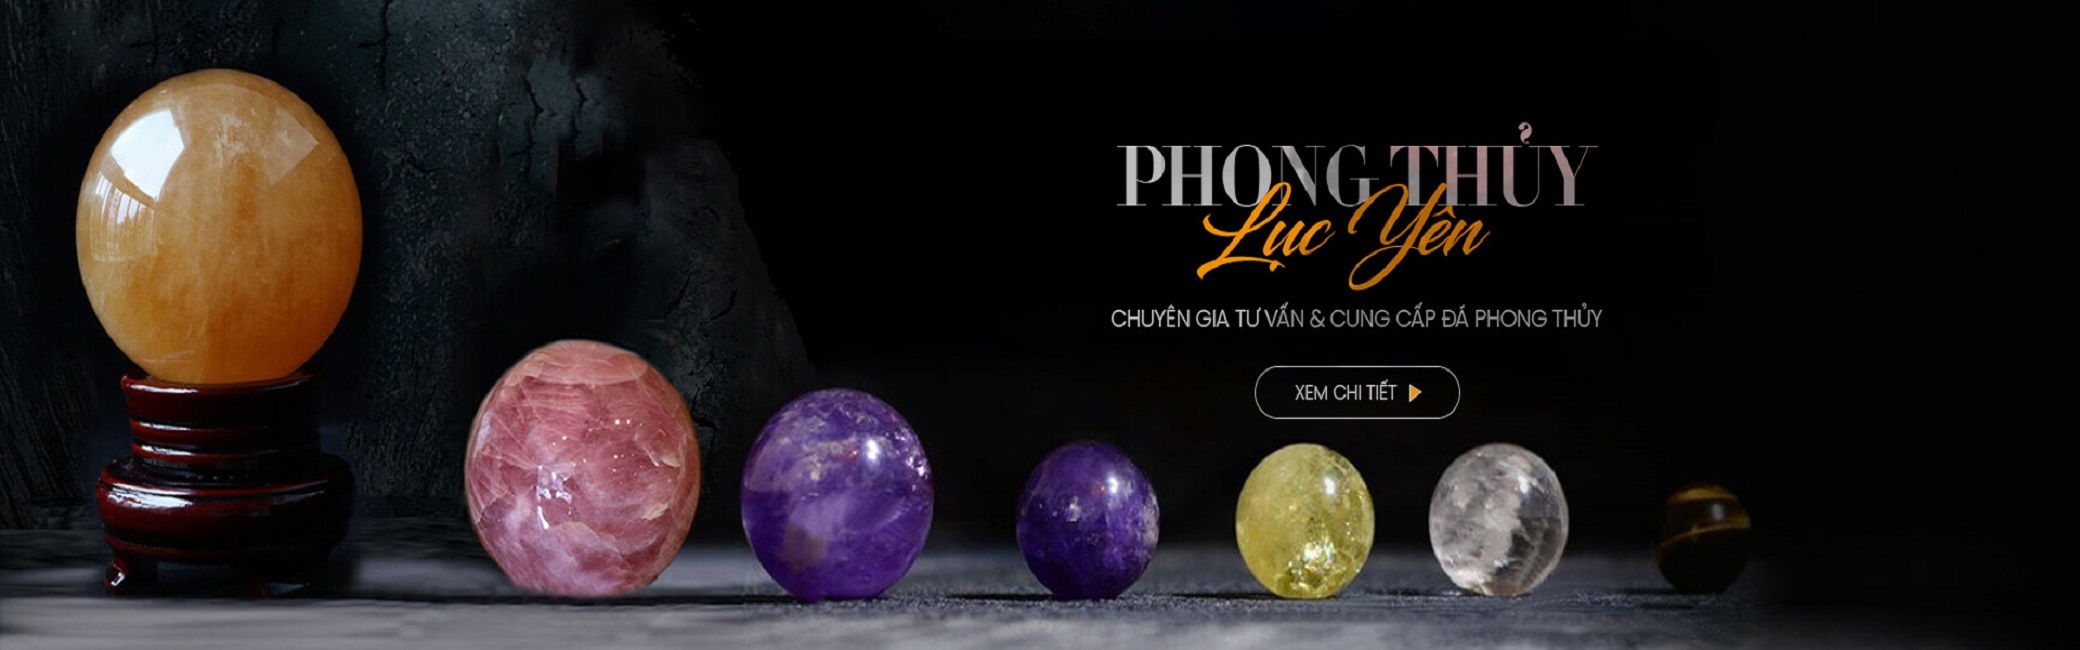 PHONG THỦY
Lục Yên
CHUYÊN GIA TƯ VẤN & CUNG CẤP ĐÁ PHONG THỦY
XEM CHI TIẾT